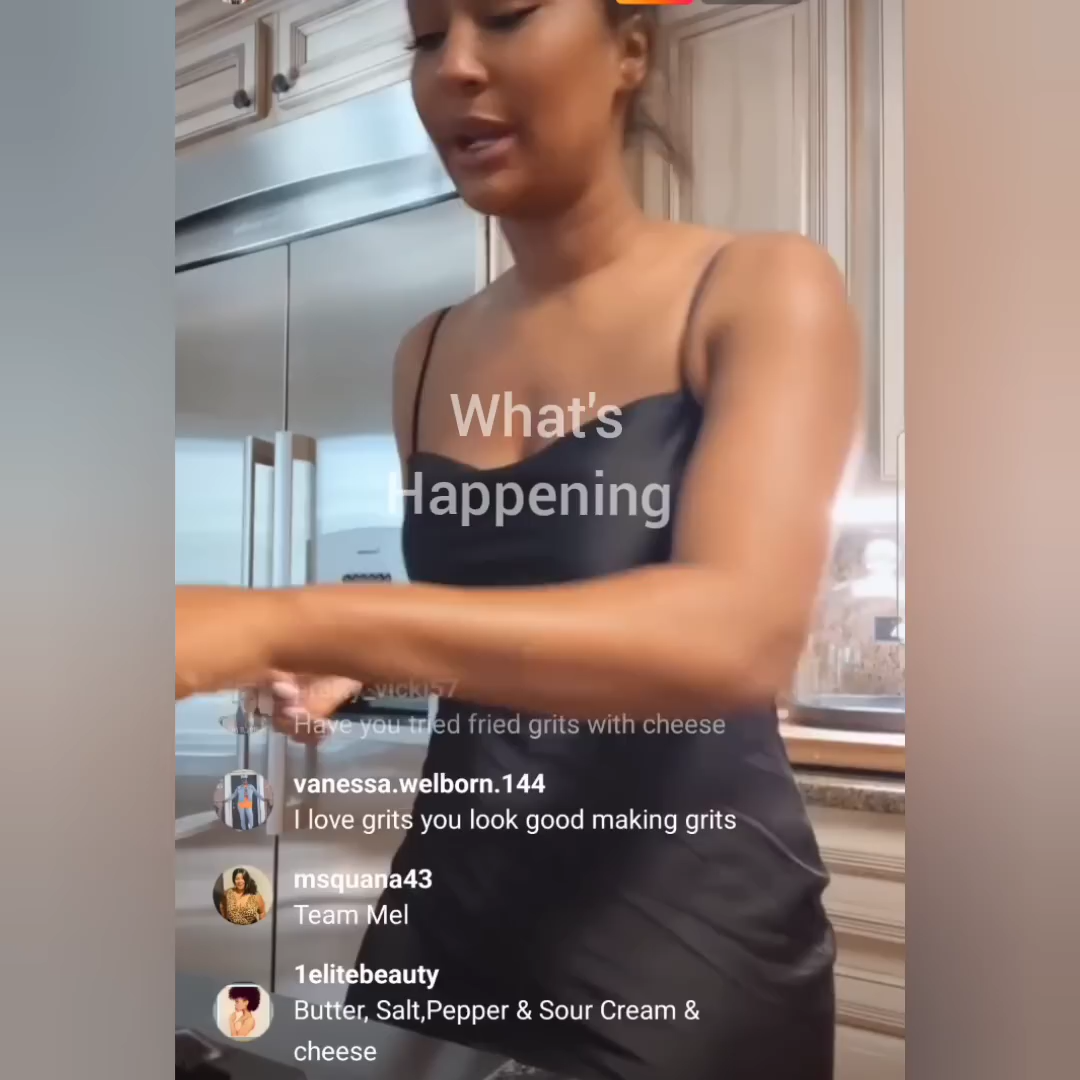 What's
Happening
Have you tried fried grits with cheese
vanessa.welborn.144
I love grits you look good making grits
msquana43
Team Mel
1elitebeauty
Butter, Salt,Pepper & Sour Cream &
cheese